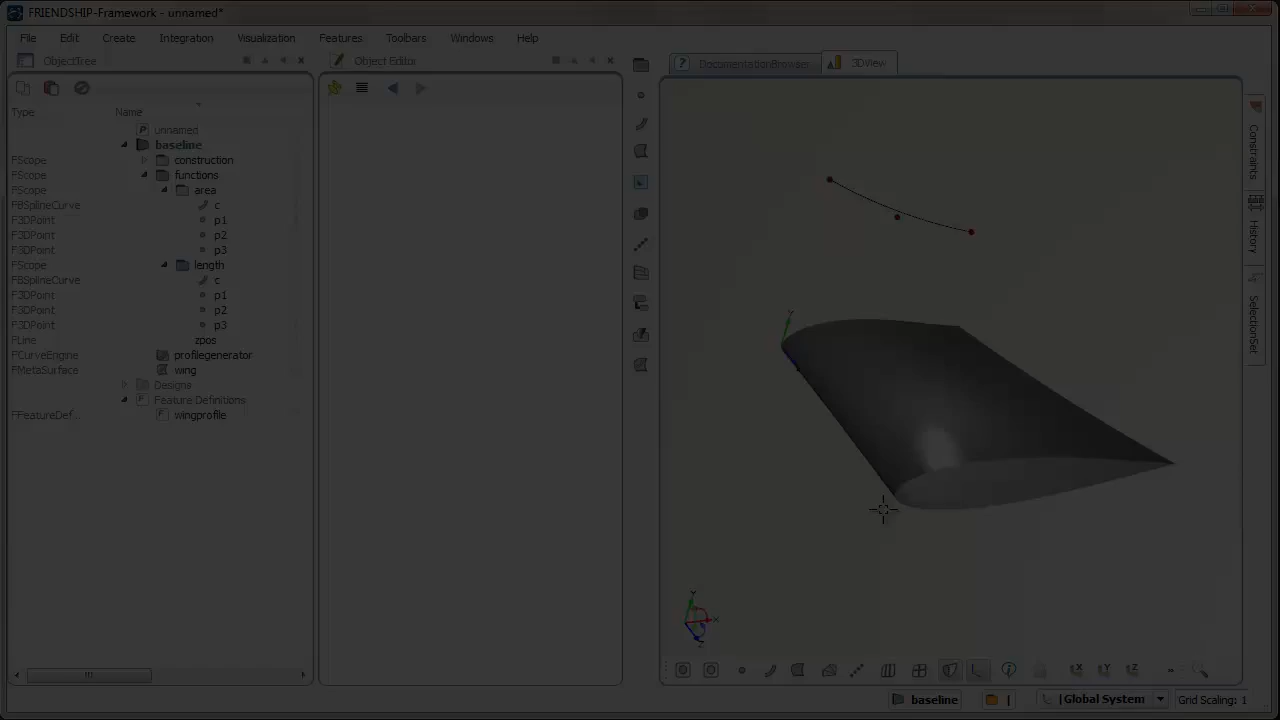 FRIENDSHIP-Framework - unnamed*
File Edit Create Integration Visualization Features Toolbars Windows Help
ObjectTree
Object Editor
DocumentationBrowser
3DView
Type Name
unnamed
baseline
FScope construction
FScope functions
FScope area
FBSplineCurve c
F3DPoint p1
F3DPoint p2
F3DPoint p3
FScope length
FBSplineCurve c
F3DPoint p1
F3DPoint p2
F3DPoint p3
FLine zpos
FCurveEngine profilegenerator
FMetaSurface wing
Designs
Feature Definitions
FFeatureDef... wingprofile
Constraints
History
SelectionSet
Y
Y
X
Z
X Y Z
baseline
Global System
Grid Scaling: 1